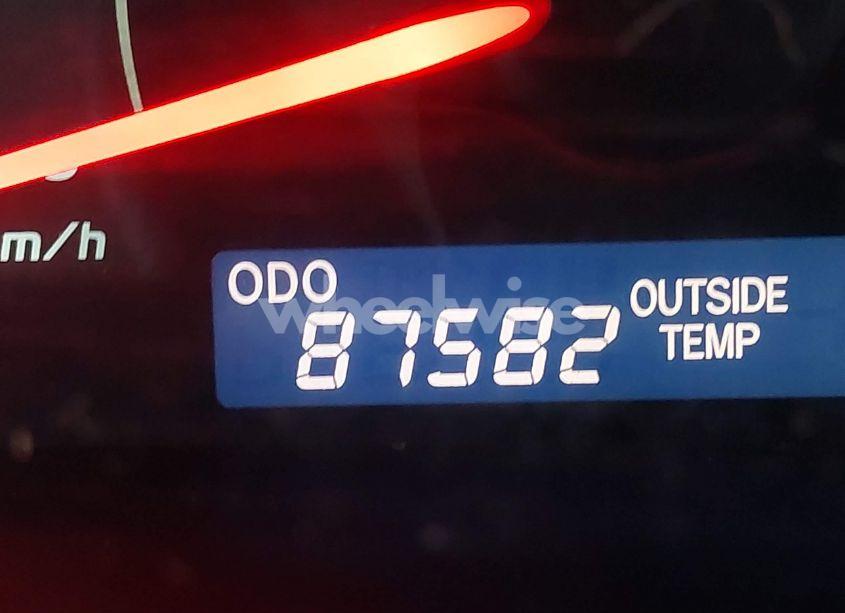 m/h
ODO
87582
OUTSIDE
TEMP
wheelwise